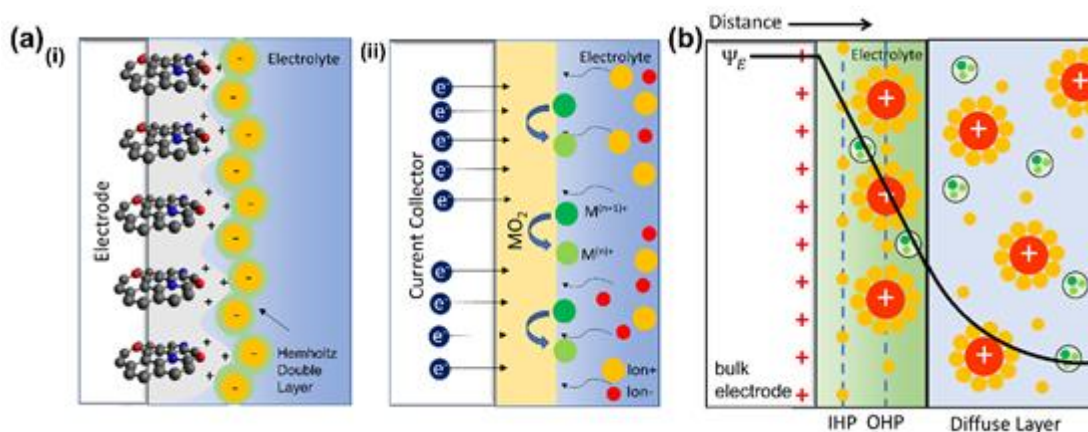 (a)
(i)
Electrode
Electrolyte
Hemholtz
Double
Layer
(ii)
Current Collector
MO2
Electrolyte
e-
e-
e-
e-
e-
e-
e-
e-
e-
M(n+1)+
M(n)+
Ion+
Ion-
(b)
Distance
ΨE
Electrolyte
bulk
electrode
IHP OHP
Diffuse Layer